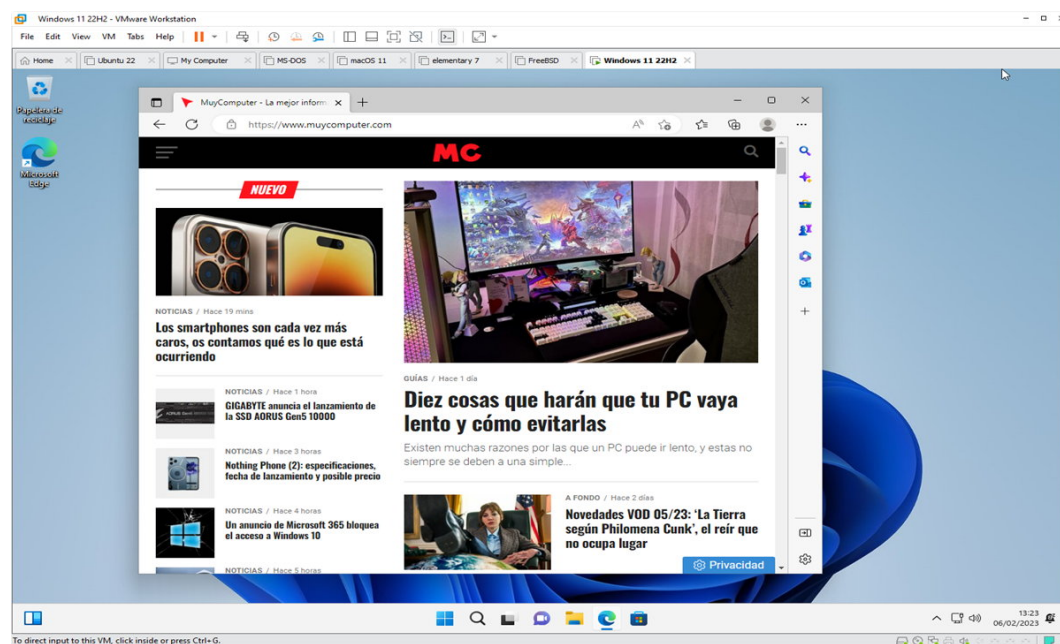 Windows 11 22H2 - VMware Workstation
File Edit View VM Tabs Help
Home
Ubuntu 22
My Computer
MS-DOS
macOS 11
elementary 7
FreeBSD
Windows 11 22H2
Papelera de
reciclaje
Microsoft
Edge
MuyComputer - La mejor inform
https://www.muycomputer.com
MC
NUEVO
NOTICIAS / Hace 19 mins
Los smartphones son cada vez más
caros, os contamos qué es lo que está
ocurriendo
NOTICIAS / Hace 1 hora
GIGABYTE anuncia el lanzamiento de
la SSD AORUS Gen5 10000
NOTICIAS / Hace 3 horas
Nothing Phone (2): especificaciones,
fecha de lanzamiento y posible precio
NOTICIAS / Hace 4 horas
Un anuncio de Microsoft 365 bloquea
el acceso a Windows 10
NOTICIAS / Hace 5 horas
GUÍAS / Hace 1 día
Diez cosas que harán que tu PC vaya
lento y cómo evitarlas
Existen muchas razones por las que un PC puede ir lento, y estas no
siempre se deben a una simple...
A FONDO / Hace 2 días
Novedades VOD 05/23: ‘La Tierra
según Philomena Cunk’, el reír que
no ocupa lugar
Privacidad
13:23
06/02/2023
To direct input to this VM, click inside or press Ctrl+G.